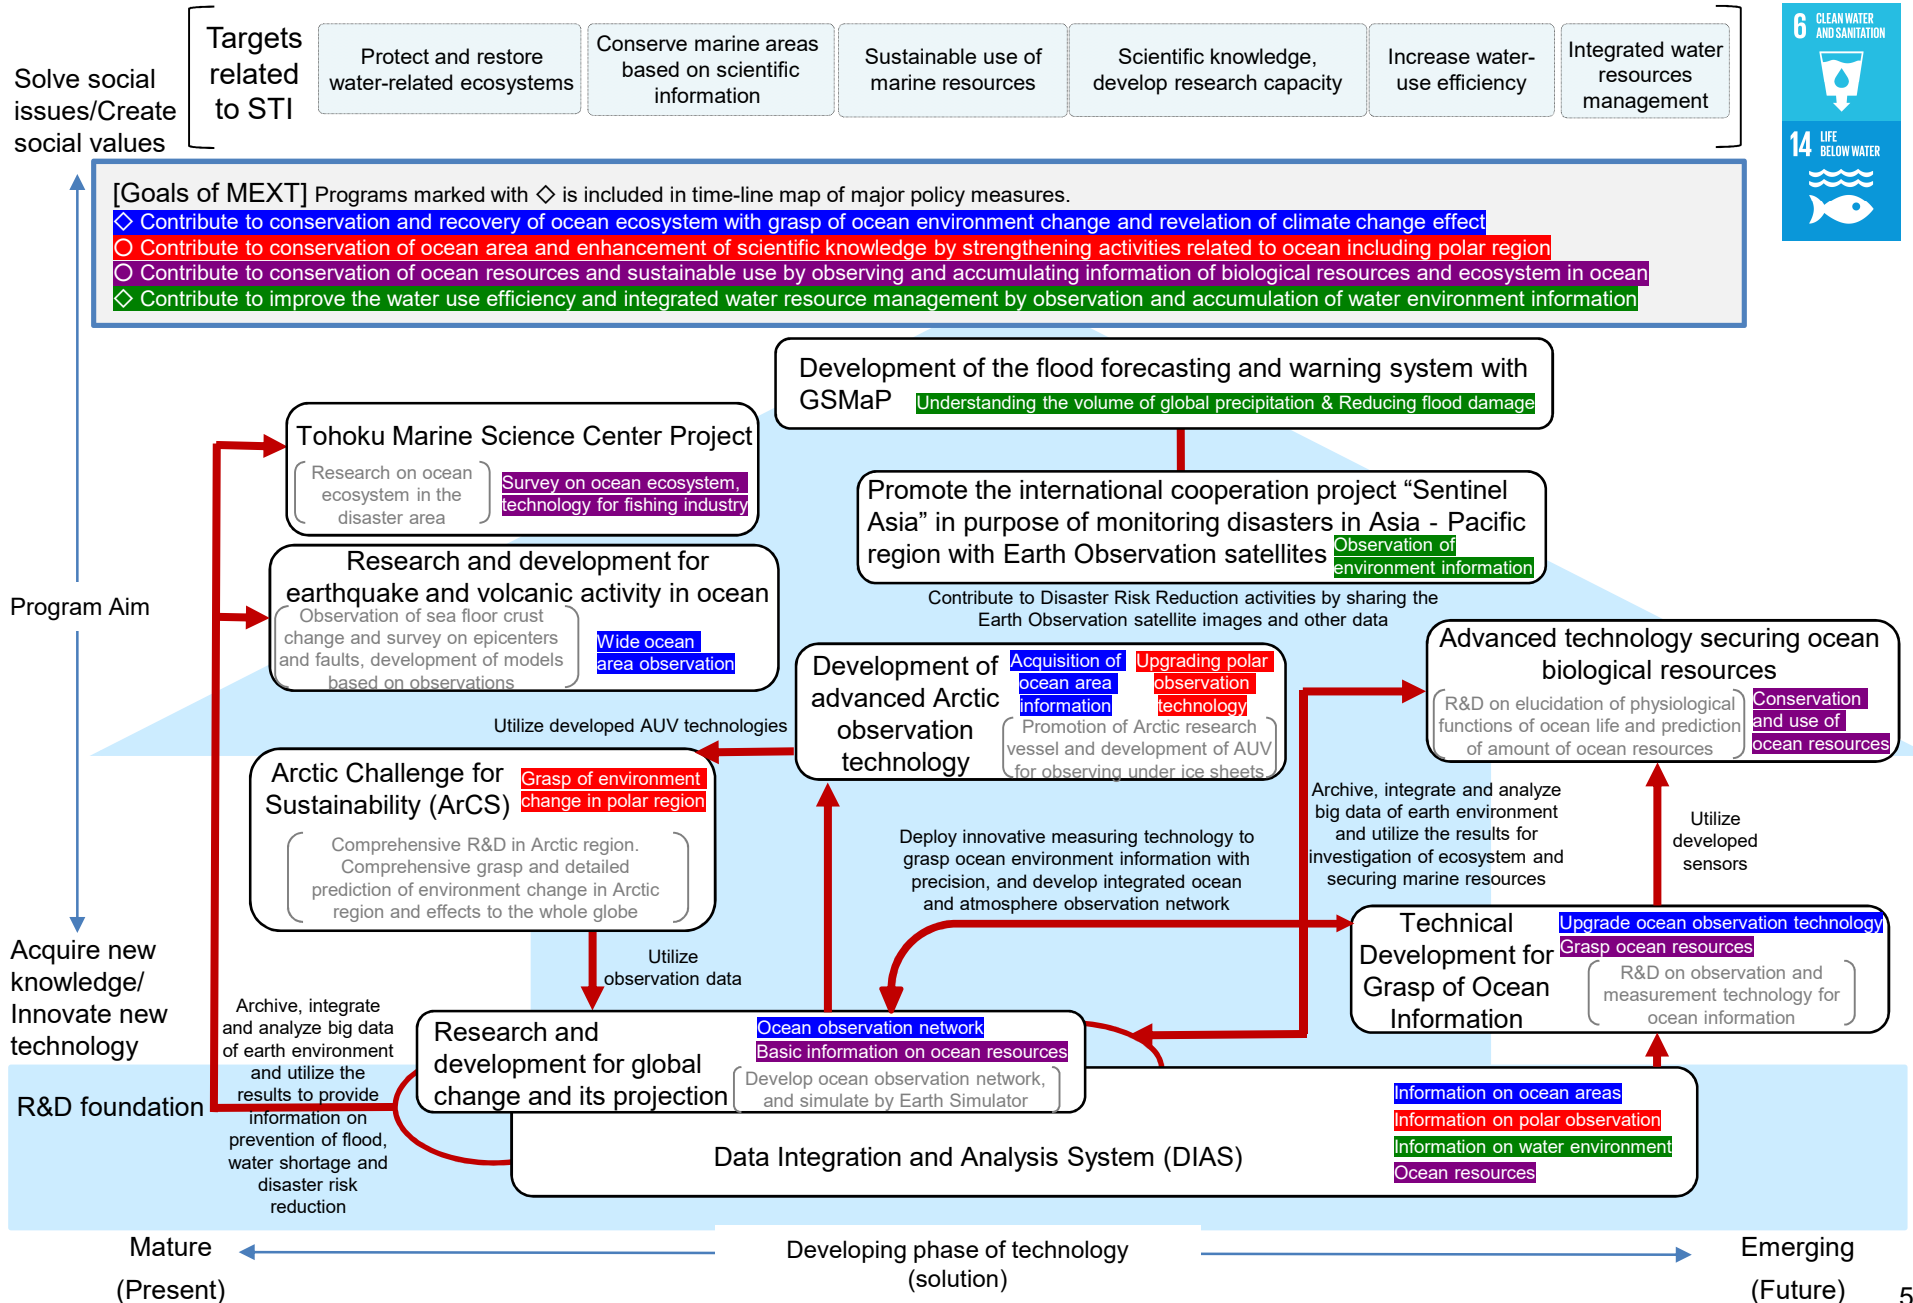 Targets
related
to STI
Protect and restore
water-related ecosystems
Conserve marine areas
based on scientific
information
Sustainable use of
marine resources
Scientific knowledge,
develop research capacity
Increase water-
use efficiency
Integrated water
resources
management
6 CLEAN WATER
AND SANITATION
14 LIFE
BELOW WATER
Solve social
issues/Create
social values
[Goals of MEXT] Programs marked with ◇ is included in time-line map of major policy measures.
◇ Contribute to conservation and recovery of ocean ecosystem with grasp of ocean environment change and revelation of climate change effect
○ Contribute to conservation of ocean area and enhancement of scientific knowledge by strengthening activities related to ocean including polar region
○ Contribute to conservation of ocean resources and sustainable use by observing and accumulating information of biological resources and ecosystem in ocean
◇ Contribute to improve the water use efficiency and integrated water resource management by observation and accumulation of water environment information
Development of the flood forecasting and warning system with
GSMaP Understanding the volume of global precipitation & Reducing flood damage
Tohoku Marine Science Center Project
Research on ocean
ecosystem in the
disaster area
Survey on ocean ecosystem,
technology for fishing industry
Promote the international cooperation project “Sentinel
Asia” in purpose of monitoring disasters in Asia - Pacific
region with Earth Observation satellites
Observation of
environment information
Contribute to Disaster Risk Reduction activities by sharing the
Earth Observation satellite images and other data
Research and development for
earthquake and volcanic activity in ocean
Observation of sea floor crust
change and survey on epicenters
and faults, development of models
based on observations
Wide ocean
area observation
Program Aim
Development of
advanced Arctic
observation
technology
Acquisition of
ocean area
information
Upgrading polar
observation
technology
Promotion of Arctic research
vessel and development of AUV
for observing under ice sheets
Advanced technology securing ocean
biological resources
R&D on elucidation of physiological
functions of ocean life and prediction
of amount of ocean resources
Conservation
and use of
ocean resources
Utilize developed AUV technologies
Arctic Challenge for
Sustainability (ArCS)
Grasp of environment
change in polar region
Comprehensive R&D in Arctic region.
Comprehensive grasp and detailed
prediction of environment change in Arctic
region and effects to the whole globe
Deploy innovative measuring technology to
grasp ocean environment information with
precision, and develop integrated ocean
and atmosphere observation network
Archive, integrate and analyze
big data of earth environment
and utilize the results for
investigation of ecosystem and
securing marine resources
Utilize
developed
sensors
Utilize
observation data
Technical
Development for
Grasp of Ocean
Information
Upgrade ocean observation technology
Grasp ocean resources
R&D on observation and
measurement technology for
ocean information
Acquire new
knowledge/
Innovate new
technology
Archive, integrate
and analyze big data
of earth environment
and utilize the
results to provide
information on
prevention of flood,
water shortage and
disaster risk
reduction
Research and
development for global
change and its projection
Ocean observation network
Basic information on ocean resources
Develop ocean observation network,
and simulate by Earth Simulator
R&D foundation
Data Integration and Analysis System (DIAS)
Information on ocean areas
Information on polar observation
Information on water environment
Ocean resources
Mature
(Present)
Developing phase of technology
(solution)
Emerging
(Future)
5